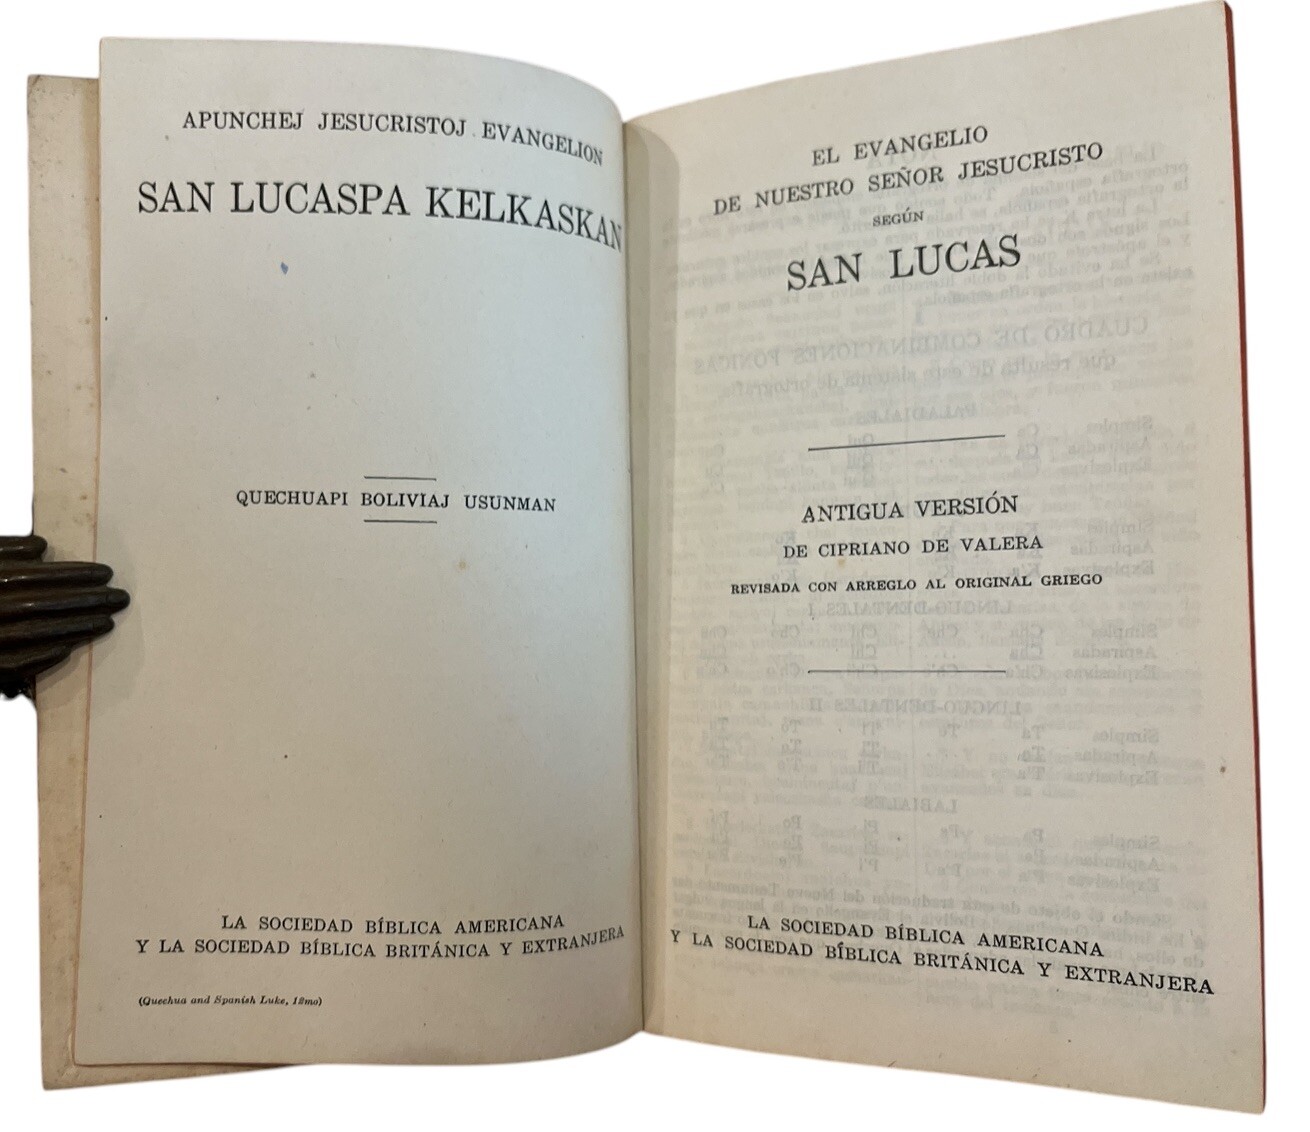 APUNCHEJ JESUCRISTOJ EVANGELION
SAN LUCASPA KELKASKAN
QUECHUAPI BOLIVIAJ USUNMAN
LA SOCIEDAD BÍBLICA AMERICANA
Y LA SOCIEDAD BÍBLICA BRITÁNICA Y EXTRANJERA
(Quechua and Spanish Luke, 12mo)
EL EVANGELIO
DE NUESTRO SEÑOR JESUCRISTO
SEGÚN
SAN LUCAS
ANTIGUA VERSIÓN
DE CIPRIANO DE VALERA
REVISADA CON ARREGLO AL ORIGINAL GRIEGO
LA SOCIEDAD BÍBLICA AMERICANA
Y LA SOCIEDAD BÍBLICA BRITÁNICA Y EXTRANJERA